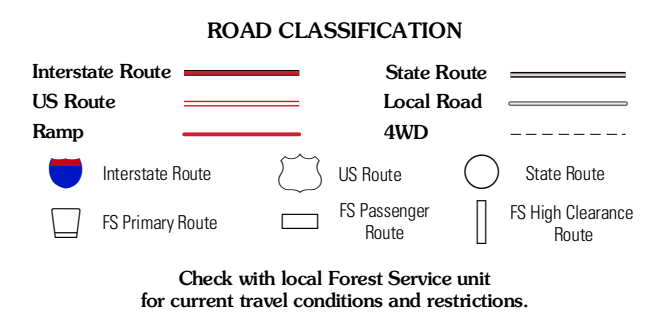 ROAD CLASSIFICATION
Interstate Route
State Route
US Route
Local Road
Ramp
4WD
Interstate Route
US Route
State Route
FS Primary Route
FS Passenger
Route
FS High Clearance
Route
Check with local Forest Service unit
for current travel conditions and restrictions.